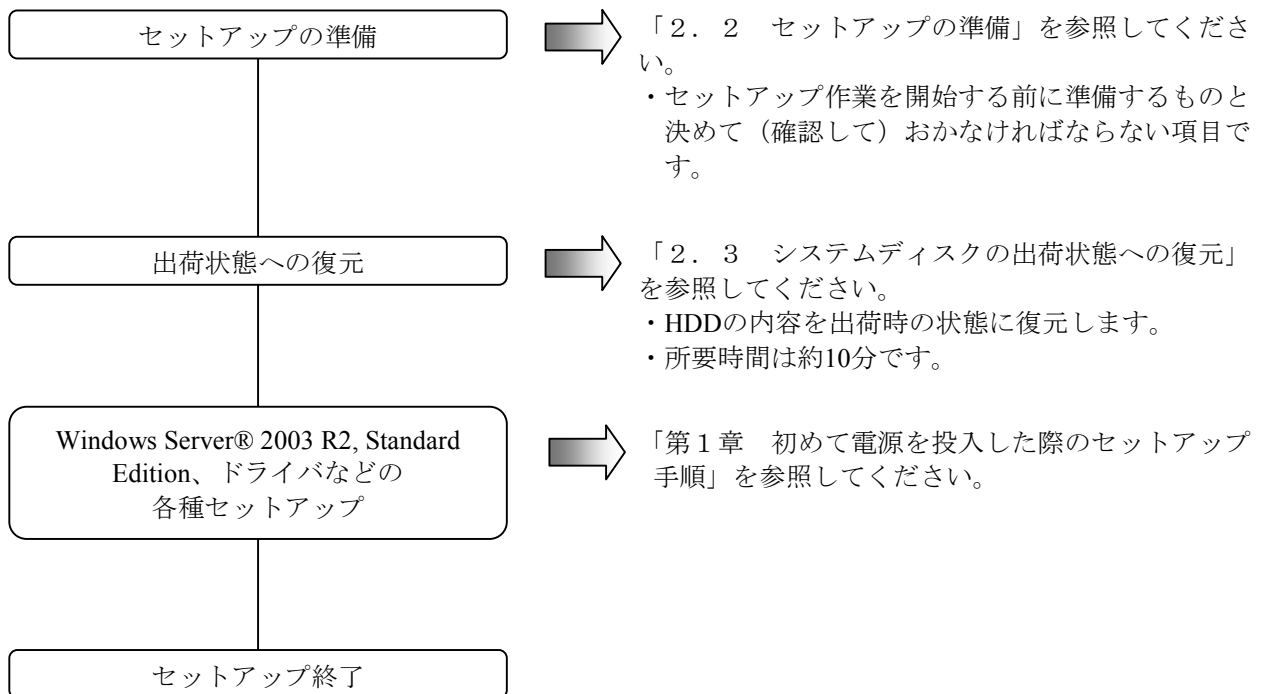 セットアップの準備
「２．２　セットアップの準備」を参照してくださ
い。
・セットアップ作業を開始する前に準備するものと
決めて（確認して）おかなければならない項目で
す。
出荷状態への復元
「２．３　システムディスクの出荷状態への復元」
を参照してください。
・HDDの内容を出荷時の状態に復元します。
・所要時間は約10分です。
Windows Server® 2003 R2, Standard
Edition、ドライバなどの
各種セットアップ
「第１章　初めて電源を投入した際のセットアップ
手順」を参照してください。
セットアップ終了